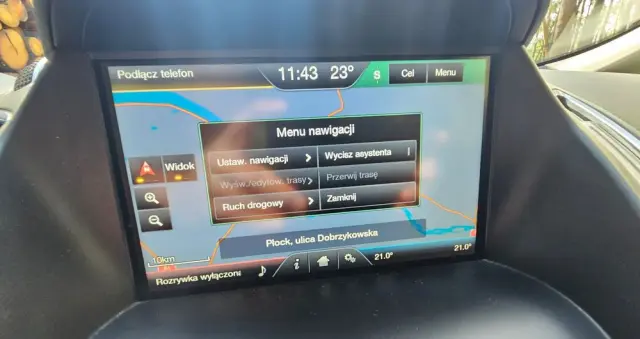 Podłącz telefon
11:43 23°
S
Cel
Menu
Menu nawigacji
Ustaw. nawigacji
Wycisz asystenta
Wyśw./edytow. trasy
Przerwij trasę
Ruch drogowy
Zamknij
Widok
Płock, ulica Dobrzykowska
10km
Rozrywka wyłączona
i
21.0°
21.0°